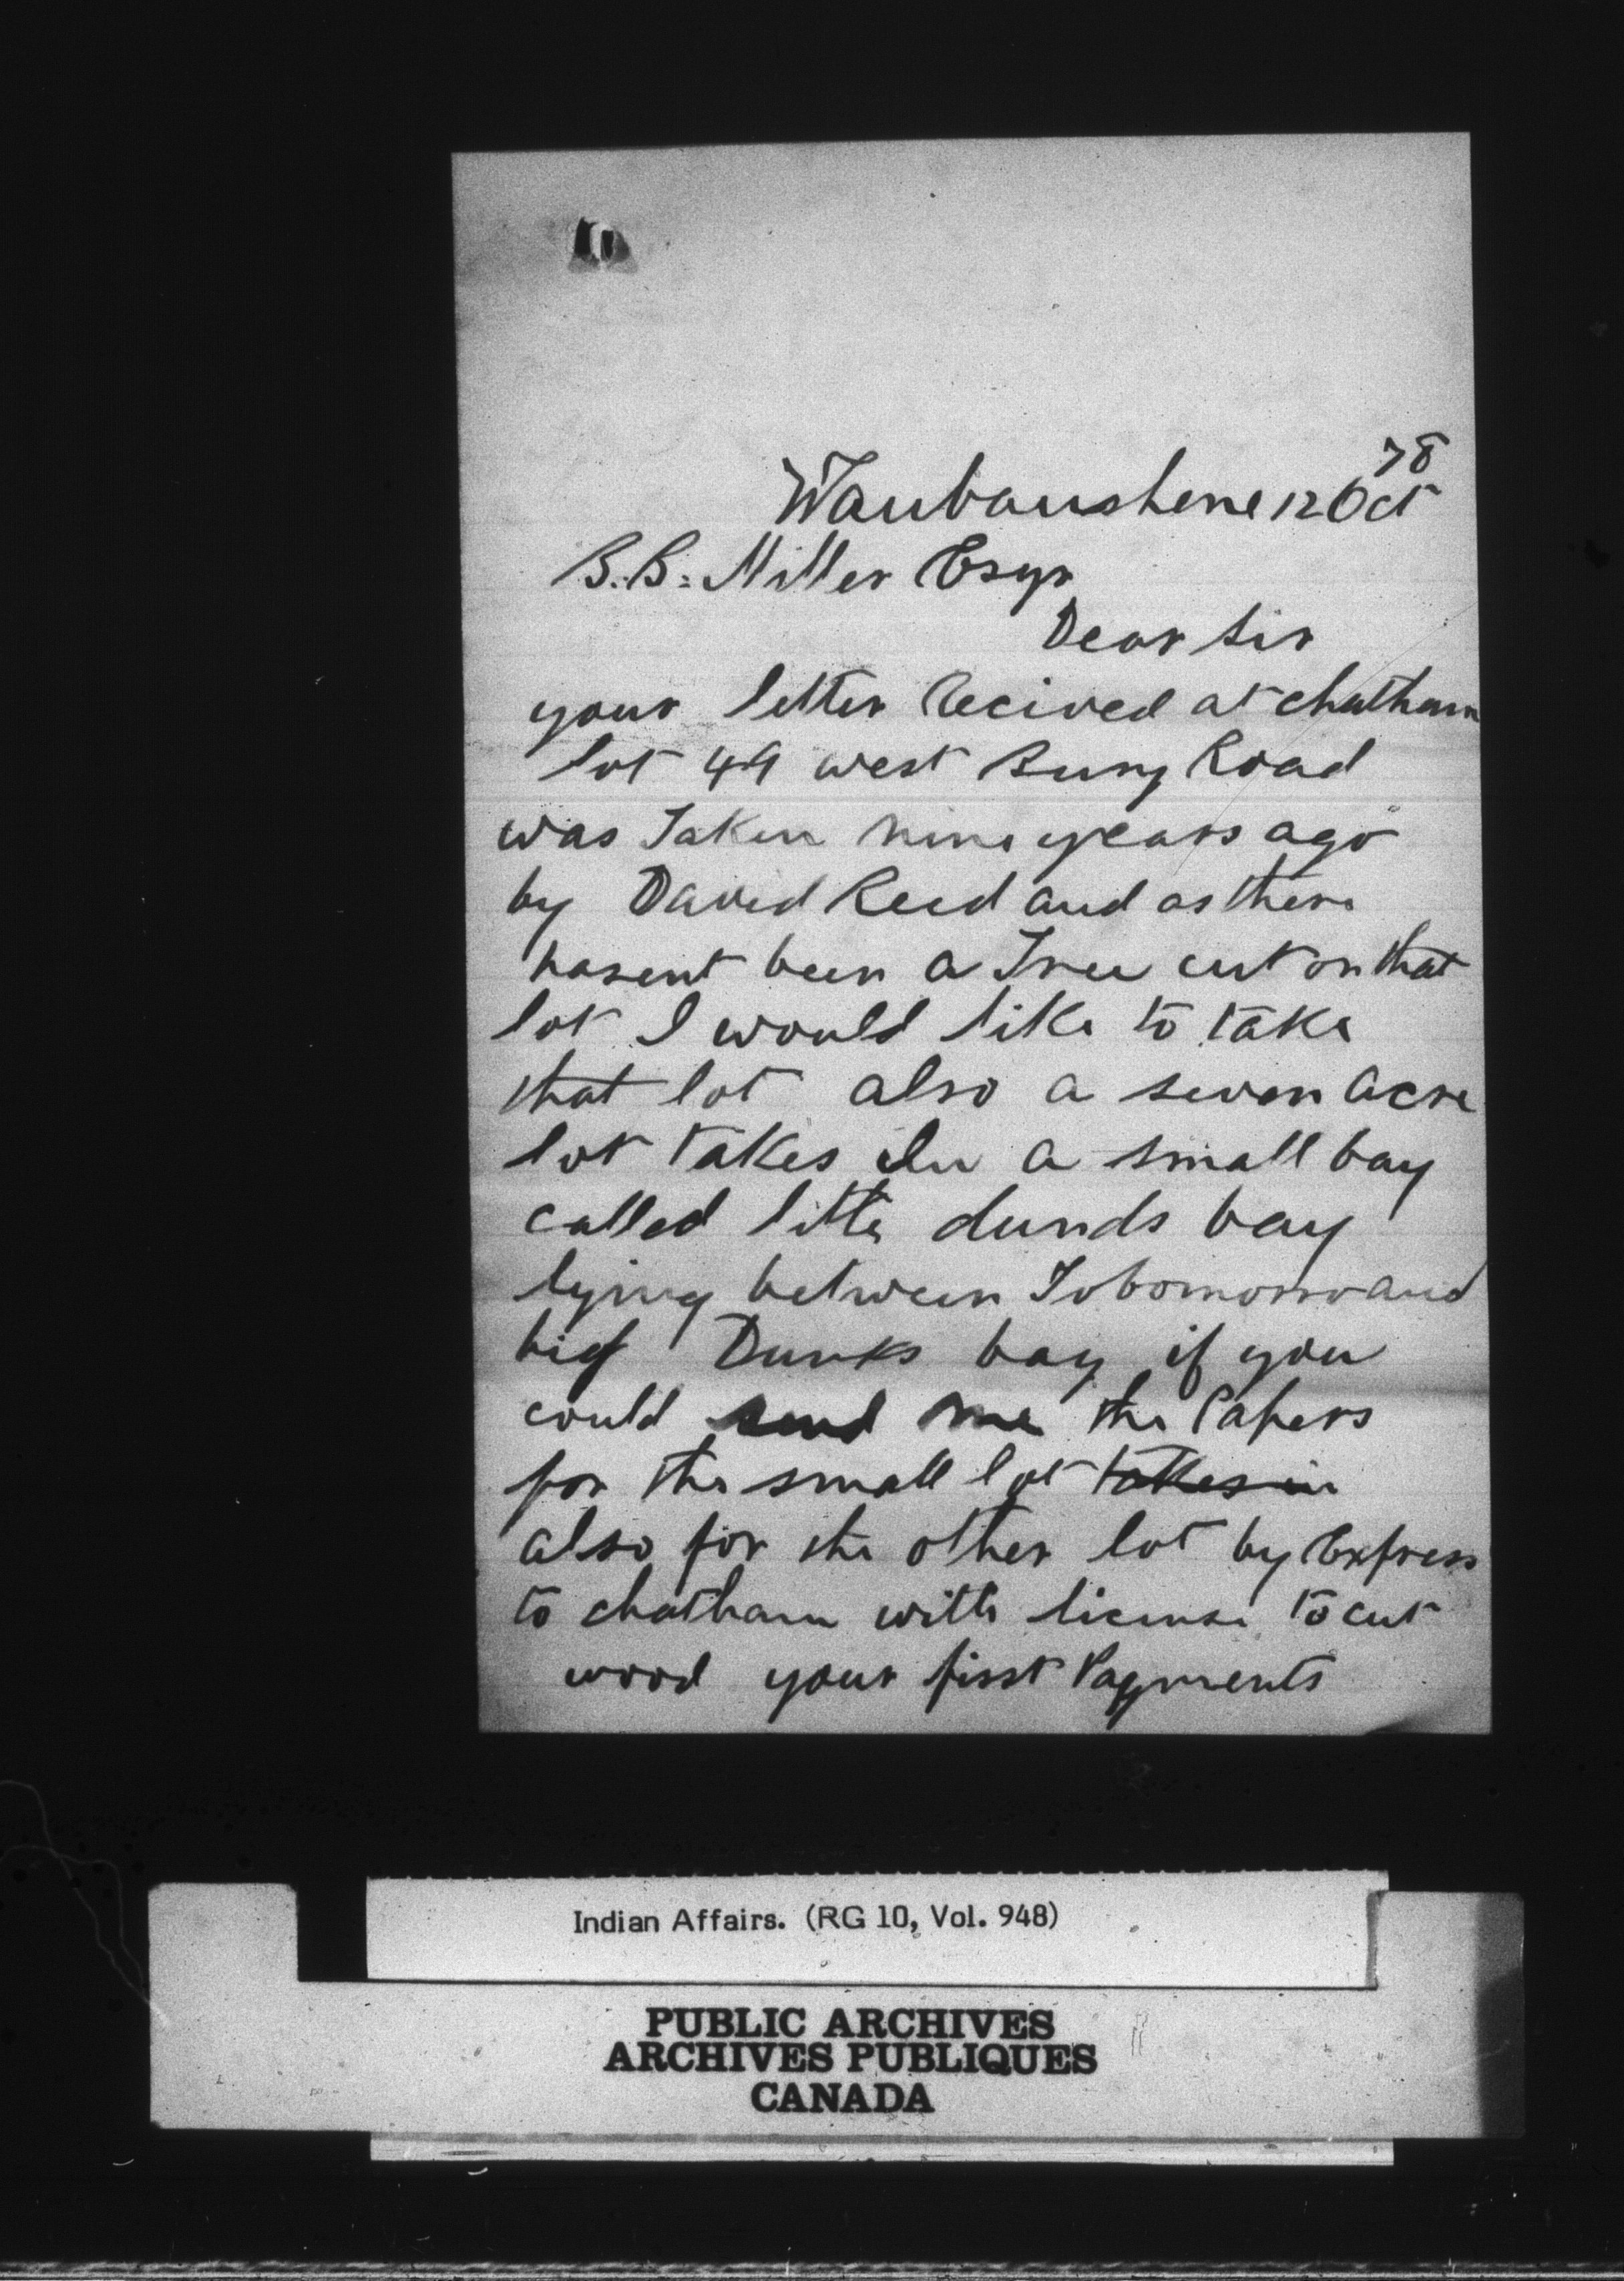 78
Waubaushene 12 Oct
B.B. Miller Esqr
Dear Sir
your letter Recived at chatham
lot 49 west Bury Road
was Taken nine years ago
by David Reed and as there
hasent been a Tree cut on that
lot I would like to take
that lot also a seven acre
lot takes In a small bay
called little dunds bay
lying between Tobomorro and
big Dunks bay if you
could send me the Papers
for the small lot takes in
also for the other lot by Express
to chatham with license to cut
wood your first Payments
Indian Affairs. (RG 10, Vol. 948)
PUBLIC ARCHIVES
ARCHIVES PUBLIQUES
CANADA